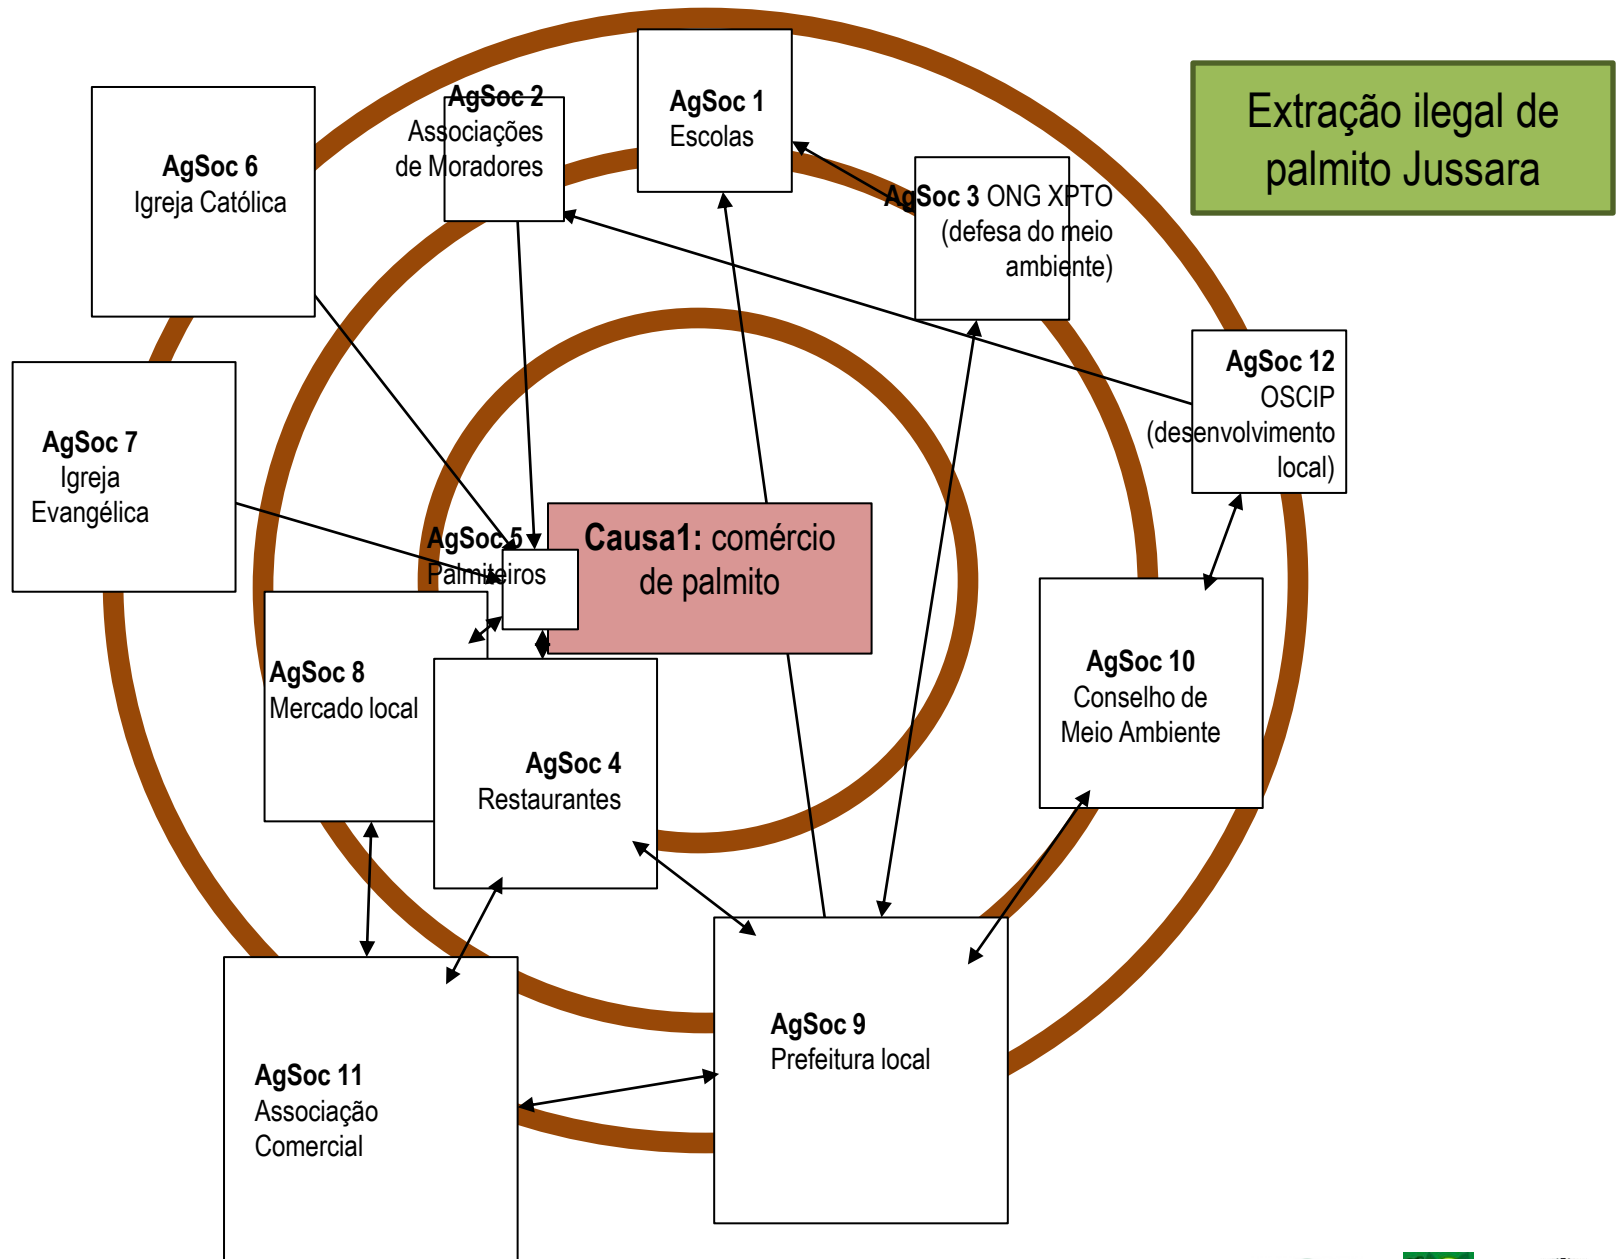 AgSoc 2
Associações
de Moradores
AgSoc 1
Escolas
Extração ilegal de
palmito Jussara
AgSoc 6
Igreja Católica
AgSoc 3 ONG XPTO
(defesa do meio
ambiente)
AgSoc 12
OSCIP
(desenvolvimento
local)
AgSoc 7
Igreja
Evangélica
AgSoc 5
Palmiteiros
Causa1: comércio
de palmito
AgSoc 8
Mercado local
AgSoc 10
Conselho de
Meio Ambiente
AgSoc 4
Restaurantes
AgSoc 9
Prefeitura local
AgSoc 11
Associação
Comercial